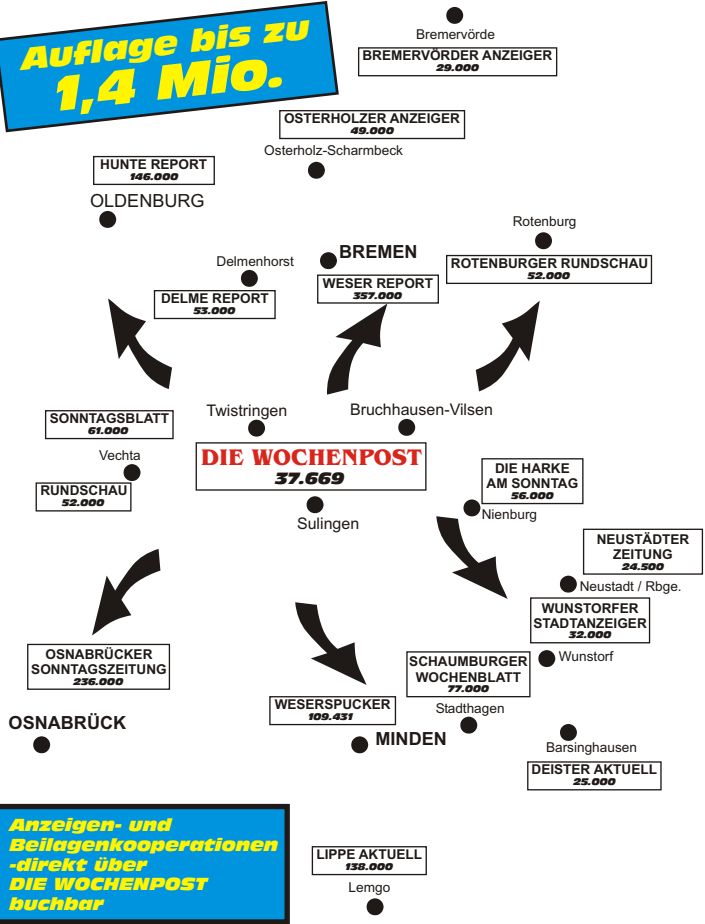 Auflage bis zu
1,4 Mio.
Bremervörde
BREMERVÖRDER ANZEIGER
29.000
OSTERHOLZER ANZEIGER
49.000
Osterholz-Scharmbeck
HUNTE REPORT
146.000
OLDENBURG
Rotenburg
ROTENBURGER RUNDSCHAU
52.000
BREMEN
WESER REPORT
357.000
Delmenhorst
DELME REPORT
53.000
SONNTAGSBLATT
61.000
Vechta
RUNDSCHAU
52.000
Twistringen
Bruchhausen-Vilsen
DIE WOCHENPOST
37.669
Sulingen
DIE HARKE
AM SONNTAG
56.000
Nienburg
NEUSTÄDTER
ZEITUNG
24.500
Neustadt / Rbge.
WUNSTORFER
STADTANZEIGER
32.000
Wunstorf
OSNABRÜCKER
SONNTAGSZEITUNG
236.000
OSNABRÜCK
SCHAUMBURGER
WOCHENBLATT
77.000
Stadthagen
WESERSPUCKER
109.431
MINDEN
Barsinghausen
DEISTER AKTUELL
25.000
Anzeigen- und
Beilagenkooperationen
-direkt über
DIE WOCHENPOST
buchbar
LIPPE AKTUELL
138.000
Lemgo